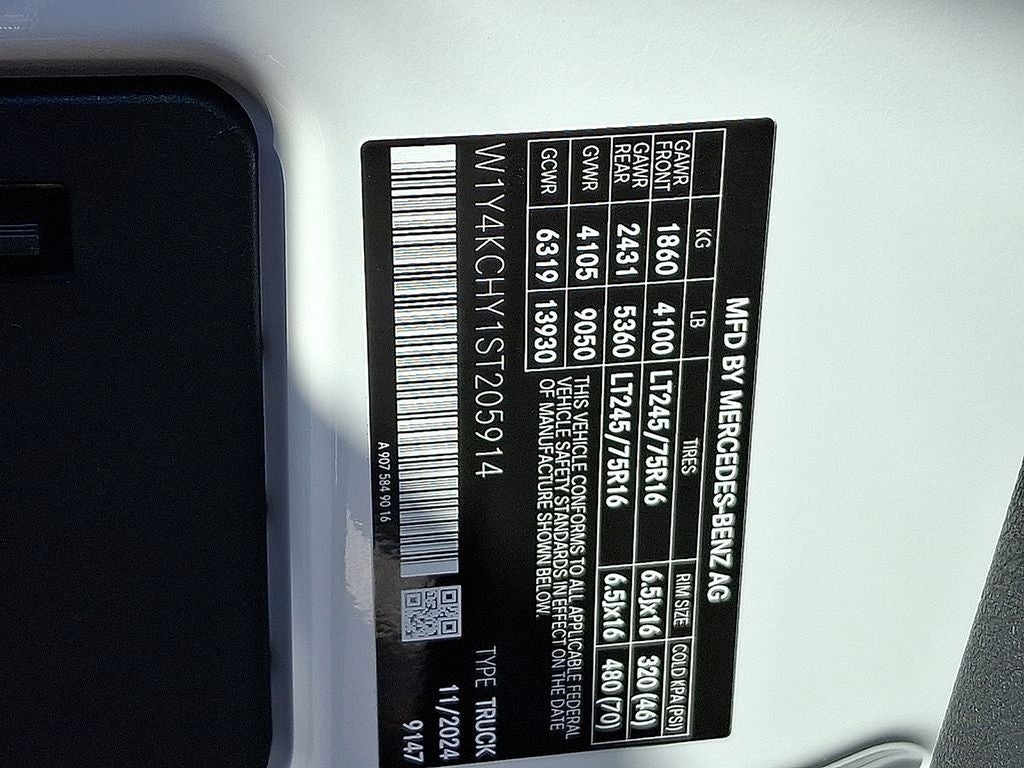 MFD BY MERCEDES-BENZ AG
KG LB TIRES RIM SIZE COLD KPA(PSI)
GAWR FRONT 1860 4100 LT245/75R16 6.5Jx16 320 (46)
GAWR REAR 2431 5360 LT245/75R16 6.5Jx16 480 (70)
GVWR 4105 9050
GCWR 6319 13930
THIS VEHICLE CONFORMS TO ALL APPLICABLE FEDERAL
VEHICLE SAFETY STANDARDS IN EFFECT ON THE DATE
OF MANUFACTURE SHOWN BELOW.
W1Y4KCHY1ST205914 TYPE TRUCK
11/2024
A 907 584 90 16 9147